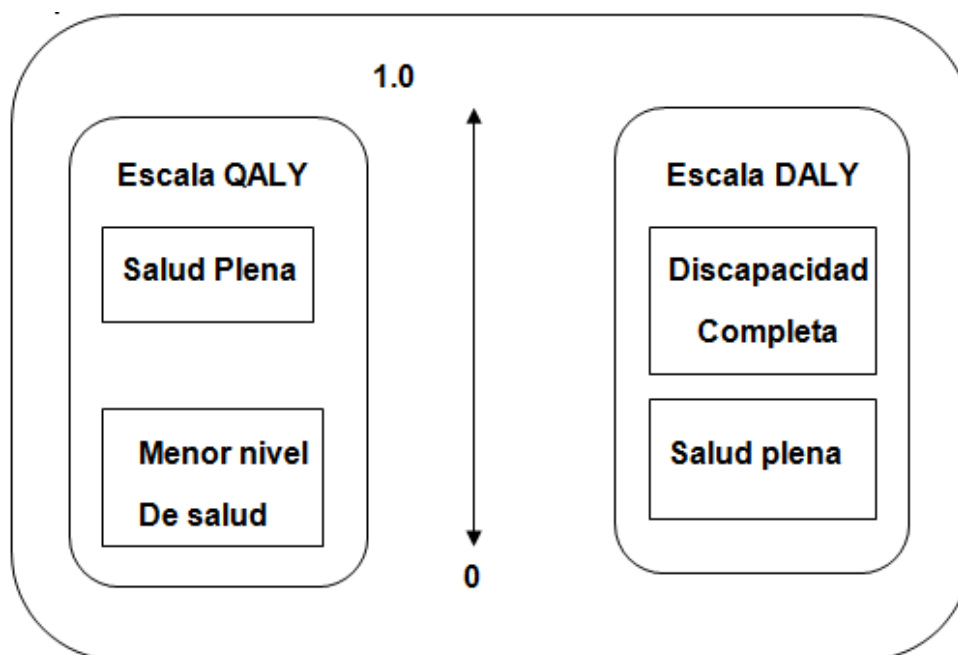 1.0
Escala QALY
Salud Plena
Menor nivel
De salud
Escala DALY
Discapacidad
Completa
Salud plena
0